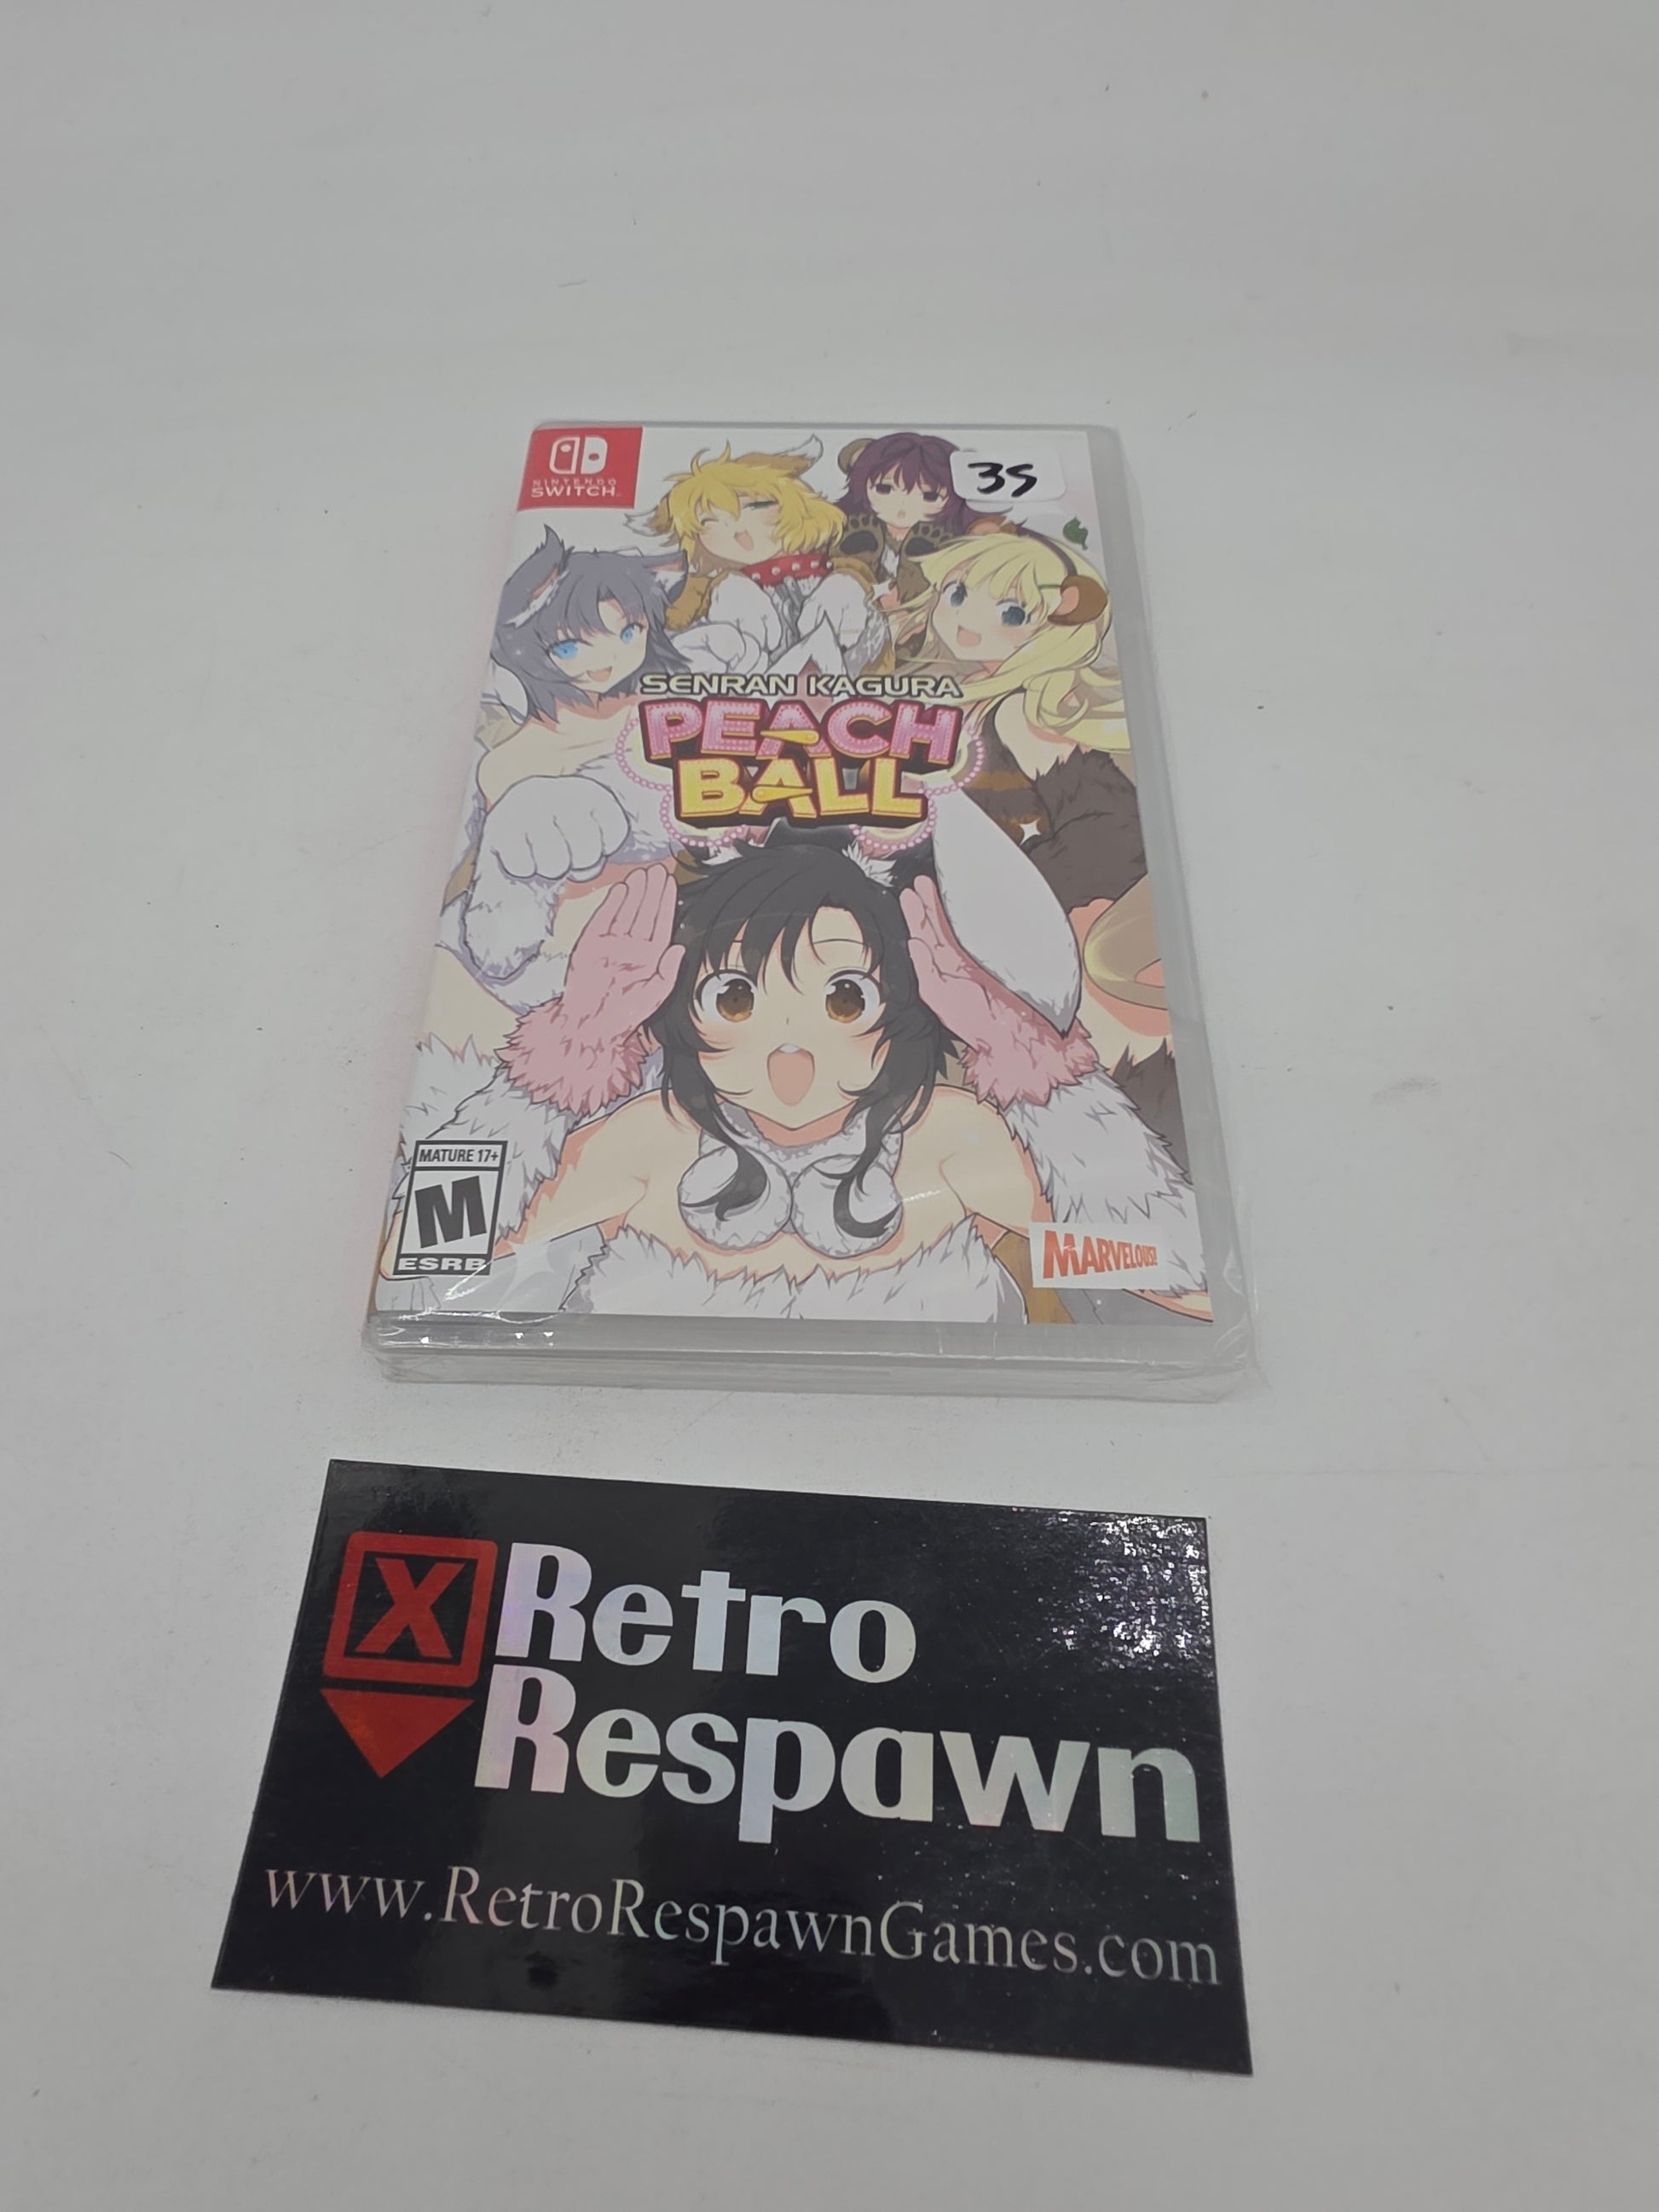 NINTENDO
SWITCH
35
SENRAN KAGURA
PEACH
BALL
MATURE 17+
M
ESRB
MARVELOUS!
X Retro
Respawn
www.RetroRespawnGames.com